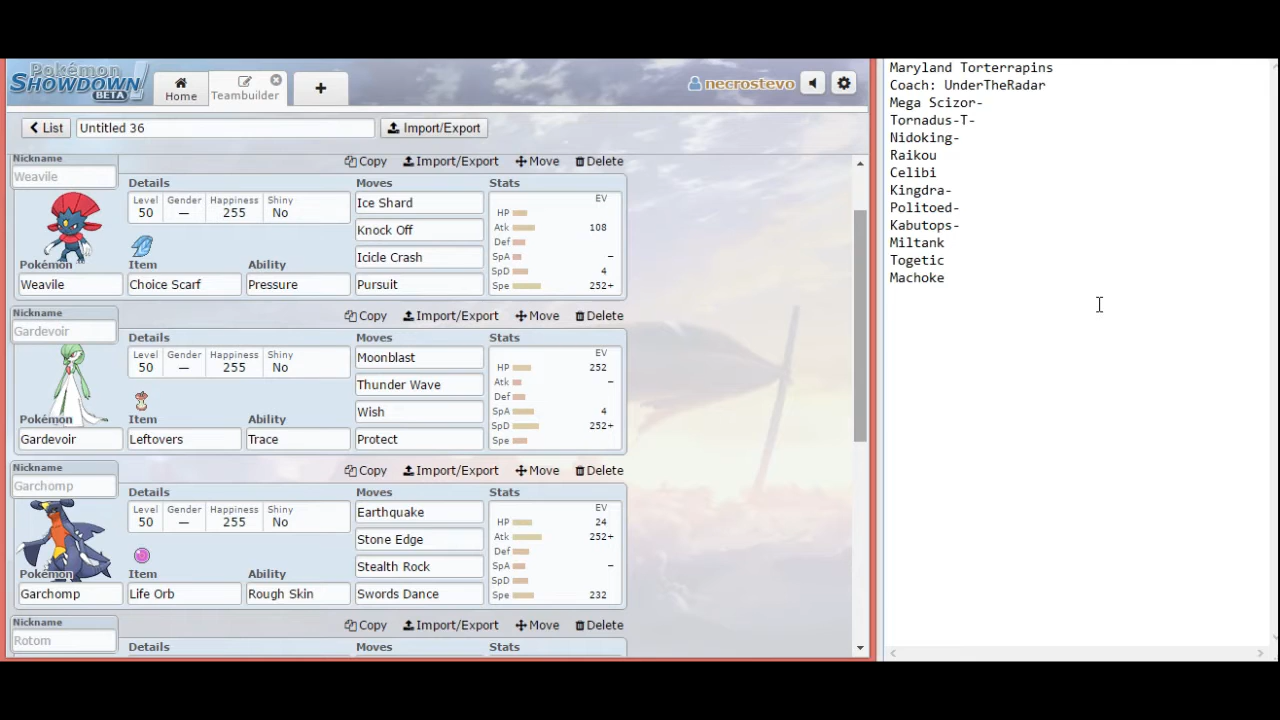 Pokémon
SHOWDOWN
BETA
Home
Teambuilder
+
necrostevo
List
Untitled 36
Import/Export
Nickname
Weavile
Copy
Import/Export
Move
Delete
Details
Moves
Stats
Level
Gender
Happiness
Shiny
50
—
255
No
Ice Shard
Knock Off
Icicle Crash
Pursuit
EV
HP
Atk 108
Def
SpA –
SpD 4
Spe 252+
Pokémon
Item
Ability
Weavile
Choice Scarf
Pressure
Nickname
Gardevoir
Copy
Import/Export
Move
Delete
Details
Moves
Stats
Level
Gender
Happiness
Shiny
50
—
255
No
Moonblast
Thunder Wave
Wish
Protect
EV
HP 252
Atk –
Def
SpA 4
SpD 252+
Spe
Pokémon
Item
Ability
Gardevoir
Leftovers
Trace
Nickname
Garchomp
Copy
Import/Export
Move
Delete
Details
Moves
Stats
Level
Gender
Happiness
Shiny
50
—
255
No
Earthquake
Stone Edge
Stealth Rock
Swords Dance
EV
HP 24
Atk 252+
Def
SpA –
SpD
Spe 232
Pokémon
Item
Ability
Garchomp
Life Orb
Rough Skin
Nickname
Rotom
Copy
Import/Export
Move
Delete
Details
Moves
Stats
Maryland Torterrapins
Coach: UnderTheRadar
Mega Scizor-
Tornadus-T-
Nidoking-
Raikou
Celibi
Kingdra-
Politoed-
Kabutops-
Miltank
Togetic
Machoke